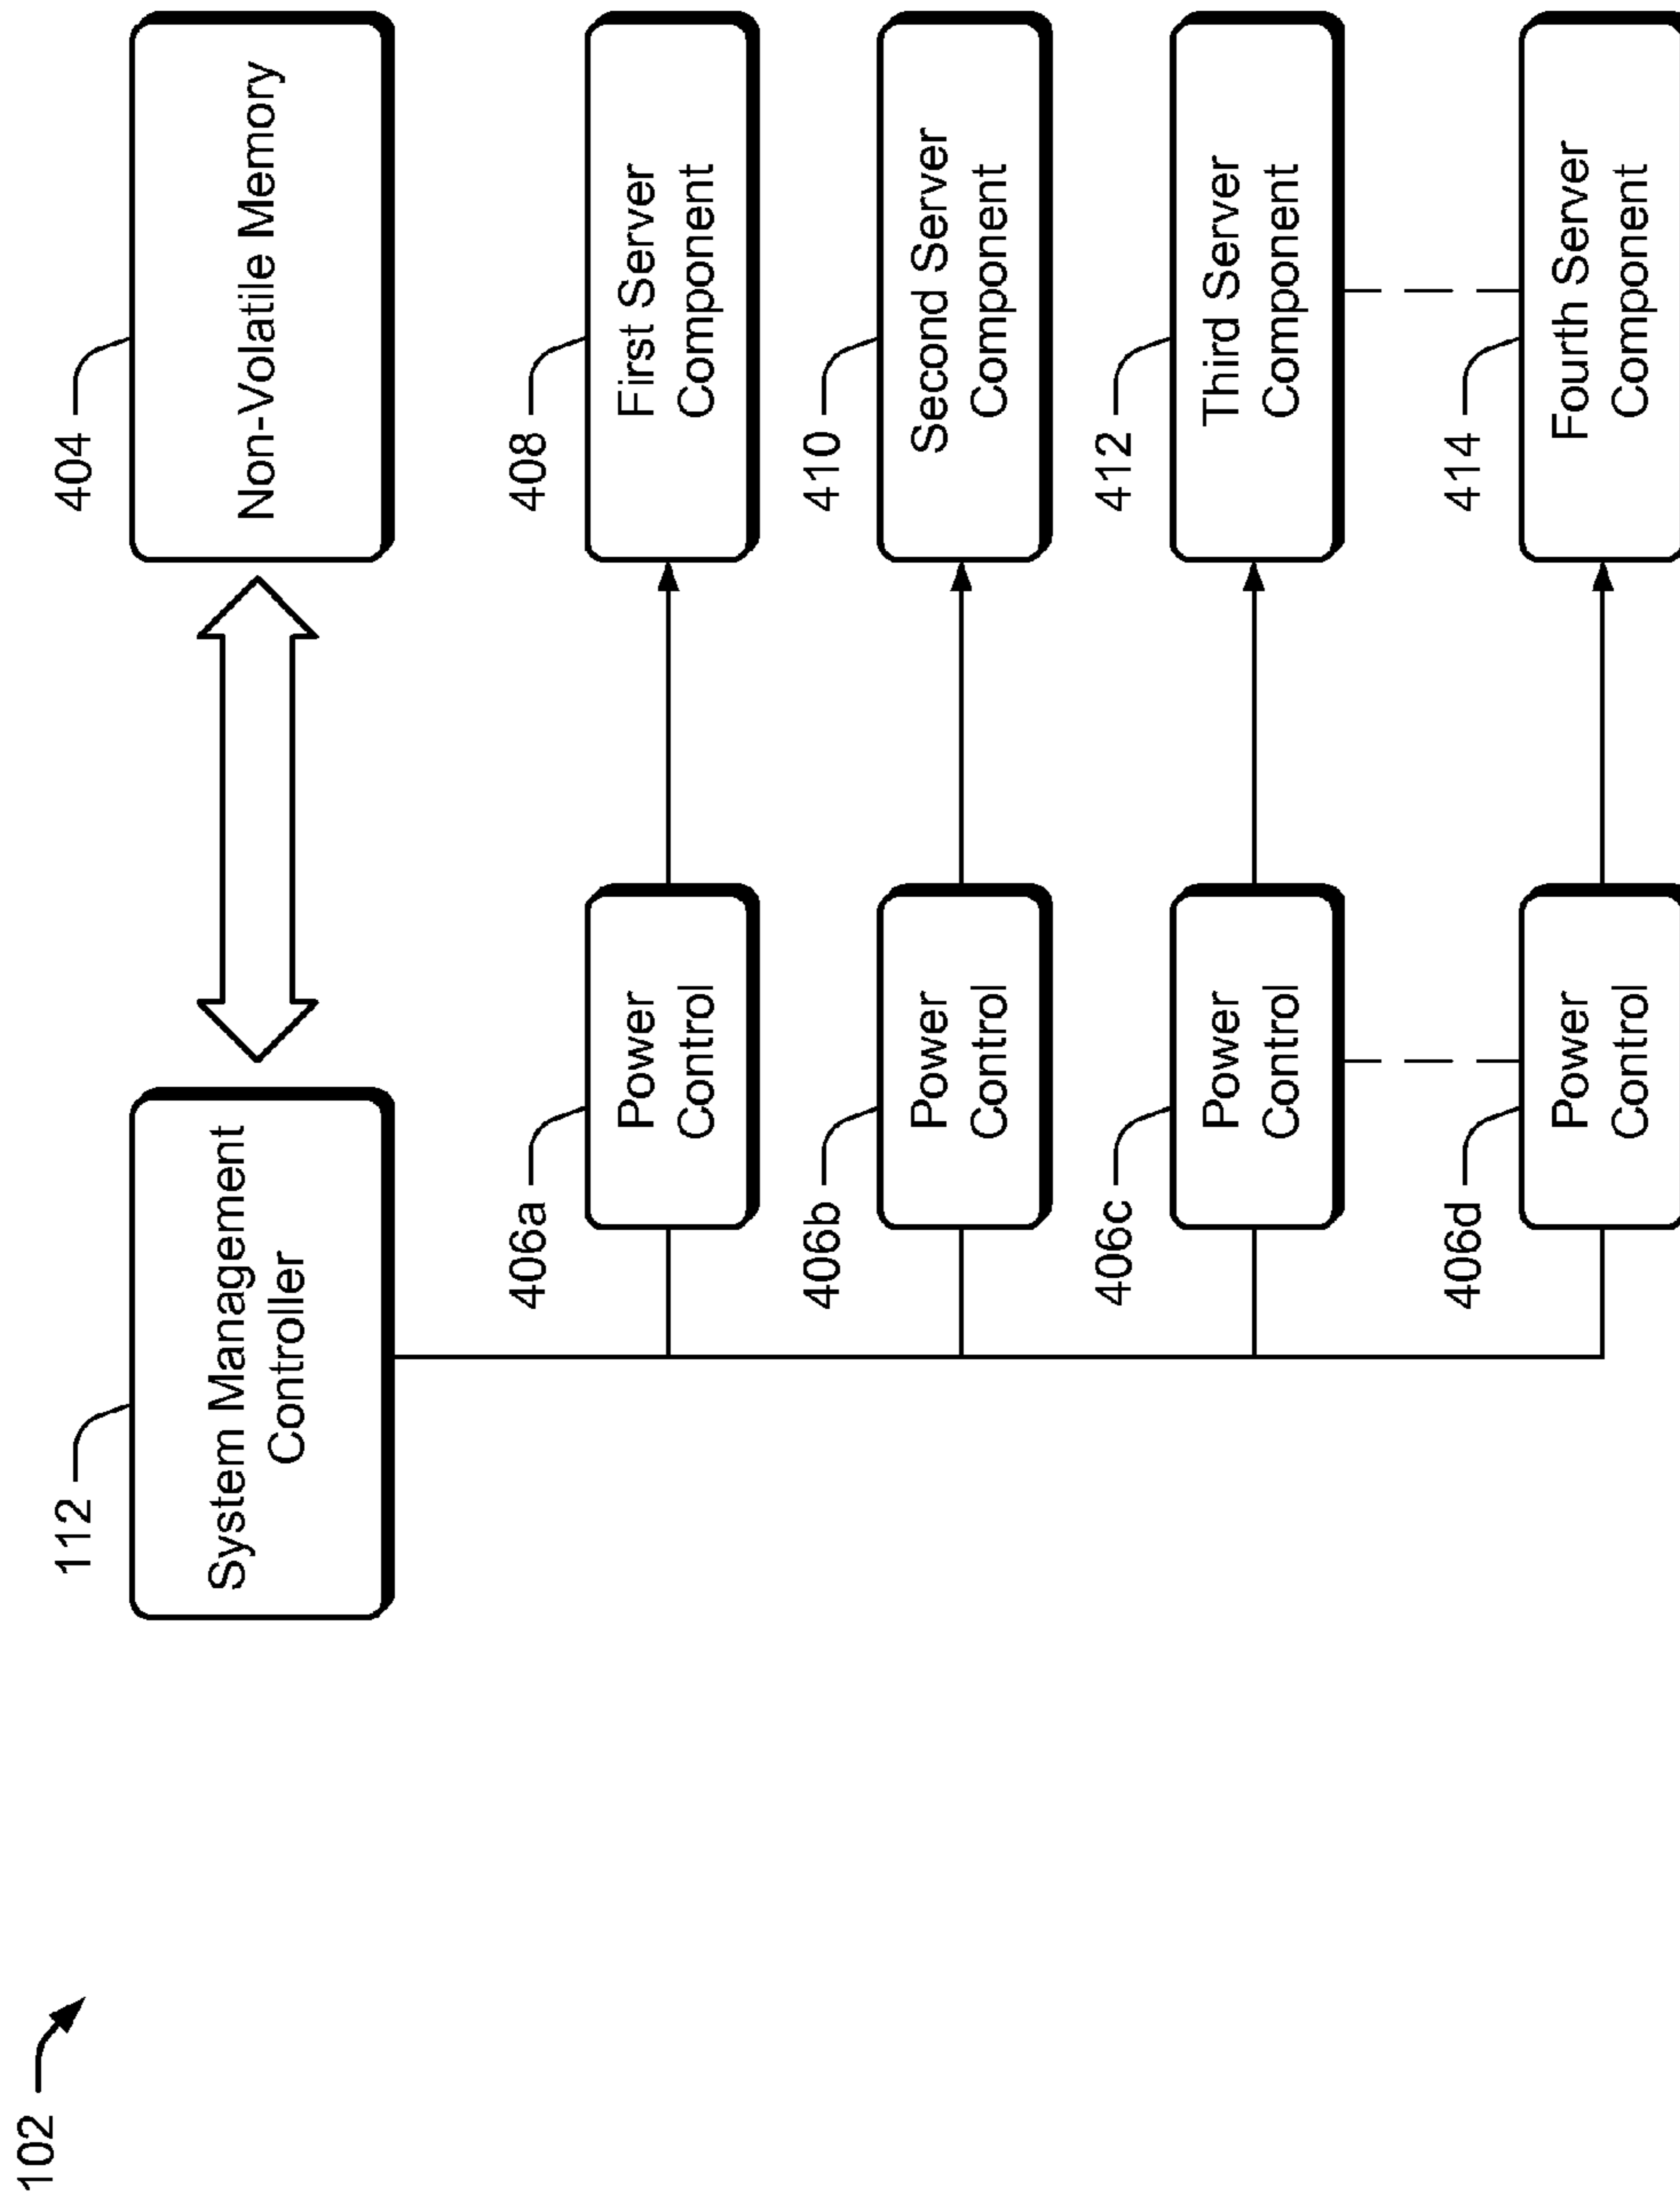 102
112
System Management
Controller
404
Non-Volatile Memory
406a
Power
Control
408
First Server
Component
406b
Power
Control
410
Second Server
Component
406c
Power
Control
412
Third Server
Component
406d
Power
Control
414
Fourth Server
Component